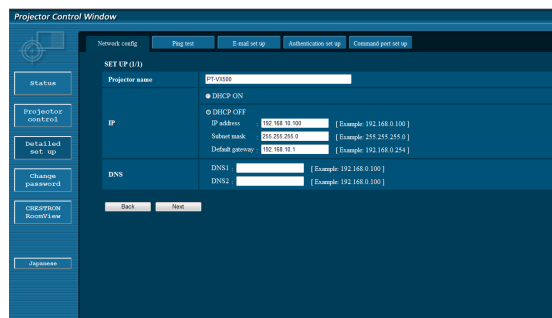 Projector Control Window
Network config
Ping test
E-mail set up
Authentication set up
Command port set up
SET UP (1/1)
Status
Projector name
PT-VX500
DHCP ON
Projector
control
IP
DHCP OFF
IP address : 192.168.10.100 [ Example: 192.168.0.100 ]
Subnet mask : 255.255.255.0 [ Example: 255.255.255.0 ]
Default gateway : 192.168.10.1 [ Example: 192.168.0.254 ]
Detailed
set up
Change
password
DNS
DNS1 : [ Example: 192.168.0.100 ]
DNS2 : [ Example: 192.168.0.100 ]
CRESTRON
RoomView
Back
Next
Japanese